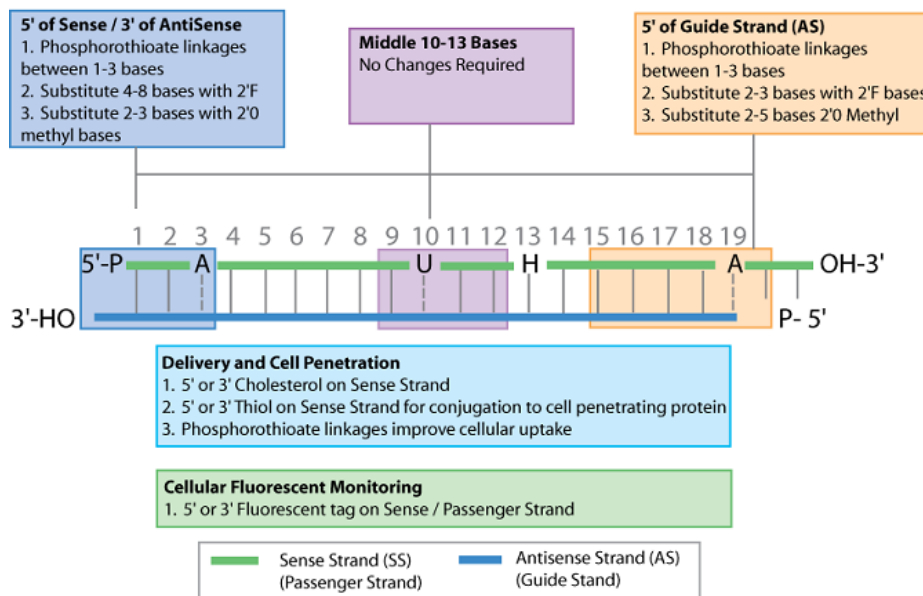 5' of Sense / 3' of AntiSense
1. Phosphorothioate linkages
between 1-3 bases
2. Substitute 4-8 bases with 2'F
3. Substitute 2-3 bases with 2'0
methyl bases
Middle 10-13 Bases
No Changes Required
5' of Guide Strand (AS)
1. Phosphorothioate linkages
between 1-3 bases
2. Substitute 2-3 bases with 2'F bases
3. Substitute 2-5 bases 2'0 Methyl
1 2 3 4 5 6 7 8 9 10 11 12 13 14 15 16 17 18 19
5'-P A U H A OH-3'
3'-HO P- 5'
Delivery and Cell Penetration
1. 5' or 3' Cholesterol on Sense Strand
2. 5' or 3' Thiol on Sense Strand for conjugation to cell penetrating protein
3. Phosphorothioate linkages improve cellular uptake
Cellular Fluorescent Monitoring
1. 5' or 3' Fluorescent tag on Sense / Passenger Strand
Sense Strand (SS)
(Passenger Strand)
Antisense Strand (AS)
(Guide Stand)